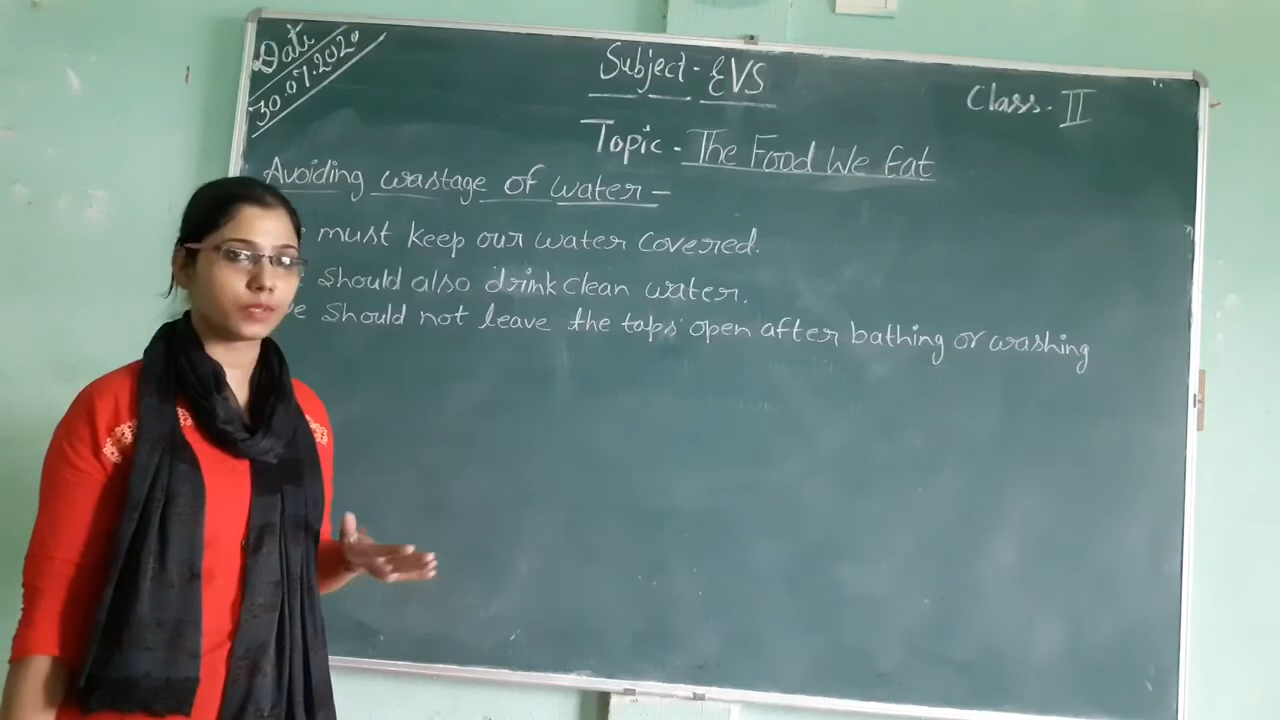 Date
30.07.2020
Subject - EVS
Class - II
Topic - The Food We Eat
Avoiding wastage of water -
must keep our water covered.
should also drink clean water.
should not leave the taps open after bathing or washing